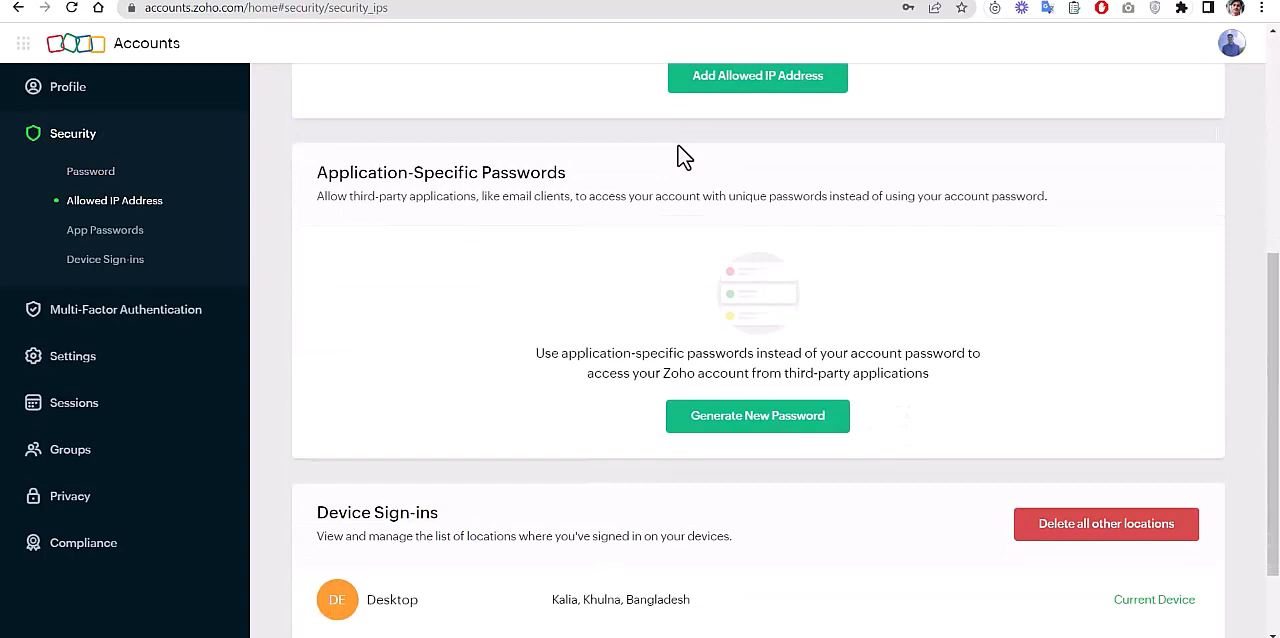 accounts.zoho.com/home#security/security_ips
Accounts
Profile
Security
Password
Allowed IP Address
App Passwords
Device Sign-ins
Multi-Factor Authentication
Settings
Sessions
Groups
Privacy
Compliance
Add Allowed IP Address
Application-Specific Passwords
Allow third-party applications, like email clients, to access your account with unique passwords instead of using your account password.
Use application-specific passwords instead of your account password to
access your Zoho account from third-party applications
Generate New Password
Device Sign-ins
View and manage the list of locations where you've signed in on your devices.
Delete all other locations
DE Desktop Kalia, Khulna, Bangladesh Current Device